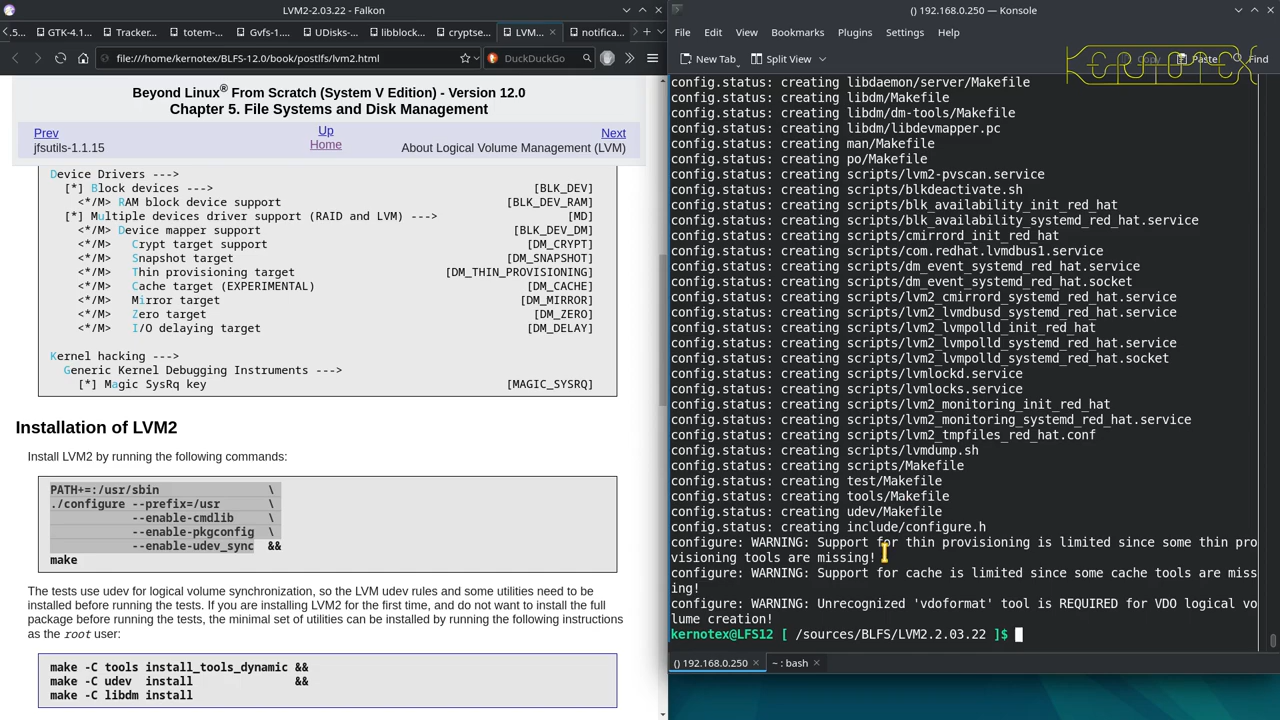 LVM2-2.03.22 — Falkon
.5...
GTK-4.1...
Tracker...
totem-...
Gvfs-1....
UDisks-...
libblock...
cryptse...
LVM...
notifica...
file:///home/kernotex/BLFS-12.0/book/postlfs/lvm2.html
DuckDuckGo
Beyond Linux® From Scratch (System V Edition) - Version 12.0
Chapter 5. File Systems and Disk Management
Prev Up Next
jfsutils-1.1.15 Home About Logical Volume Management (LVM)
Device Drivers --->
[*] Block devices ---> [BLK_DEV]
<*/M> RAM block device support [BLK_DEV_RAM]
[*] Multiple devices driver support (RAID and LVM) ---> [MD]
<*/M> Device mapper support [BLK_DEV_DM]
<*/M> Crypt target support [DM_CRYPT]
<*/M> Snapshot target [DM_SNAPSHOT]
<*/M> Thin provisioning target [DM_THIN_PROVISIONING]
<*/M> Cache target (EXPERIMENTAL) [DM_CACHE]
<*/M> Mirror target [DM_MIRROR]
<*/M> Zero target [DM_ZERO]
<*/M> I/O delaying target [DM_DELAY]
Kernel hacking --->
Generic Kernel Debugging Instruments --->
[*] Magic SysRq key [MAGIC_SYSRQ]
Installation of LVM2
Install LVM2 by running the following commands:
PATH+=:/usr/sbin \
./configure --prefix=/usr \
--enable-cmdlib \
--enable-pkgconfig \
--enable-udev_sync &&
make
The tests use udev for logical volume synchronization, so the LVM udev rules and some utilities need to be
installed before running the tests. If you are installing LVM2 for the first time, and do not want to install the full
package before running the tests, the minimal set of utilities can be installed by running the following instructions
as the root user:
make -C tools install_tools_dynamic &&
make -C udev install &&
make -C libdm install
() 192.168.0.250 — Konsole
File Edit View Bookmarks Plugins Settings Help
New Tab Split View Copy Paste Find
KernoteX
config.status: creating libdaemon/server/Makefile
config.status: creating libdm/Makefile
config.status: creating libdm/dm-tools/Makefile
config.status: creating libdm/libdevmapper.pc
config.status: creating man/Makefile
config.status: creating po/Makefile
config.status: creating scripts/lvm2-pvscan.service
config.status: creating scripts/blkdeactivate.sh
config.status: creating scripts/blk_availability_init_red_hat
config.status: creating scripts/blk_availability_systemd_red_hat.service
config.status: creating scripts/cmirrord_init_red_hat
config.status: creating scripts/com.redhat.lvmdbus1.service
config.status: creating scripts/dm_event_systemd_red_hat.service
config.status: creating scripts/dm_event_systemd_red_hat.socket
config.status: creating scripts/lvm2_cmirrord_systemd_red_hat.service
config.status: creating scripts/lvm2_lvmdbusd_systemd_red_hat.service
config.status: creating scripts/lvm2_lvmpolld_init_red_hat
config.status: creating scripts/lvm2_lvmpolld_systemd_red_hat.service
config.status: creating scripts/lvm2_lvmpolld_systemd_red_hat.socket
config.status: creating scripts/lvmlockd.service
config.status: creating scripts/lvmlocks.service
config.status: creating scripts/lvm2_monitoring_init_red_hat
config.status: creating scripts/lvm2_monitoring_systemd_red_hat.service
config.status: creating scripts/lvm2_tmpfiles_red_hat.conf
config.status: creating scripts/lvmdump.sh
config.status: creating scripts/Makefile
config.status: creating test/Makefile
config.status: creating tools/Makefile
config.status: creating udev/Makefile
config.status: creating include/configure.h
configure: WARNING: Support for thin provisioning is limited since some thin pro
visioning tools are missing!
configure: WARNING: Support for cache is limited since some cache tools are miss
ing!
configure: WARNING: Unrecognized 'vdoformat' tool is REQUIRED for VDO logical vo
lume creation!
kernotex@LFS12 [ /sources/BLFS/LVM2.2.03.22 ]$
() 192.168.0.250
~ : bash